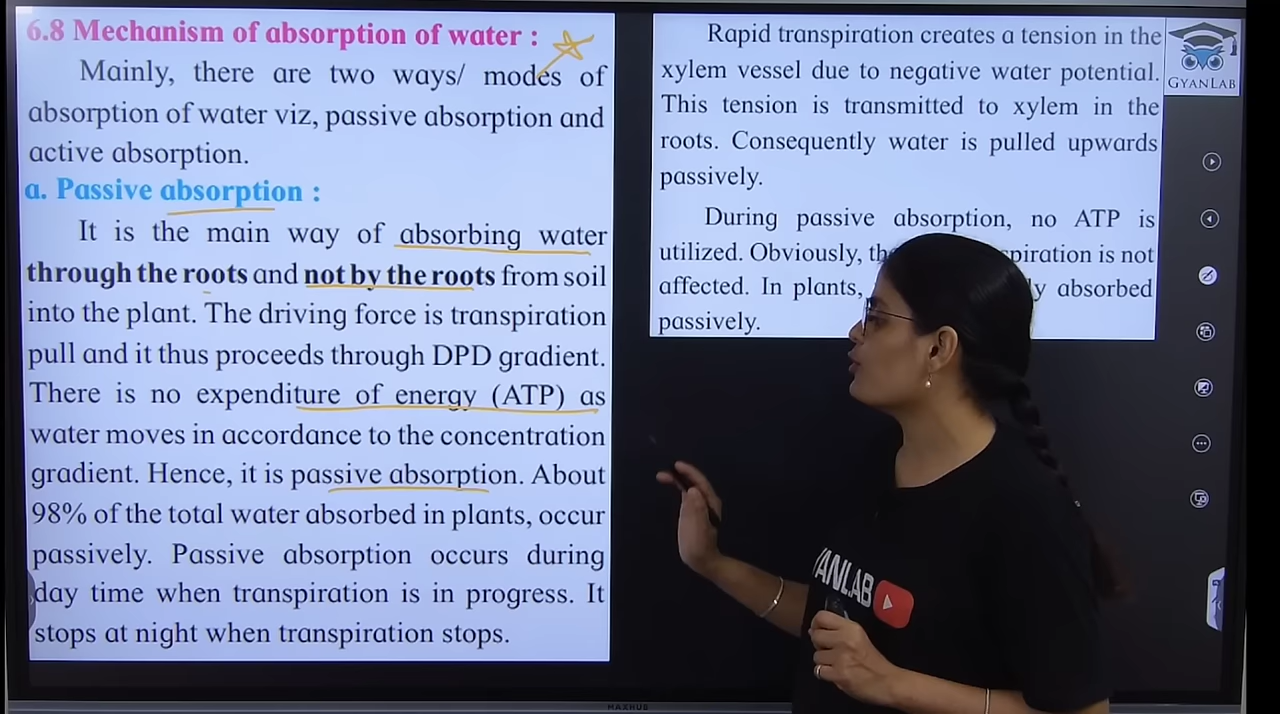 6.8 Mechanism of absorption of water :
Mainly, there are two ways/ modes of
absorption of water viz, passive absorption and
active absorption.
a. Passive absorption :
It is the main way of absorbing water
through the roots and not by the roots from soil
into the plant. The driving force is transpiration
pull and it thus proceeds through DPD gradient.
There is no expenditure of energy (ATP) as
water moves in accordance to the concentration
gradient. Hence, it is passive absorption. About
98% of the total water absorbed in plants, occur
passively. Passive absorption occurs during
day time when transpiration is in progress. It
stops at night when transpiration stops.
Rapid transpiration creates a tension in the
xylem vessel due to negative water potential.
This tension is transmitted to xylem in the
roots. Consequently water is pulled upwards
passively.
During passive absorption, no ATP is
utilized. Obviously, is not
affected. In plants, absorbed
passively.
GYANLAB
YANLAB
MAXHUB